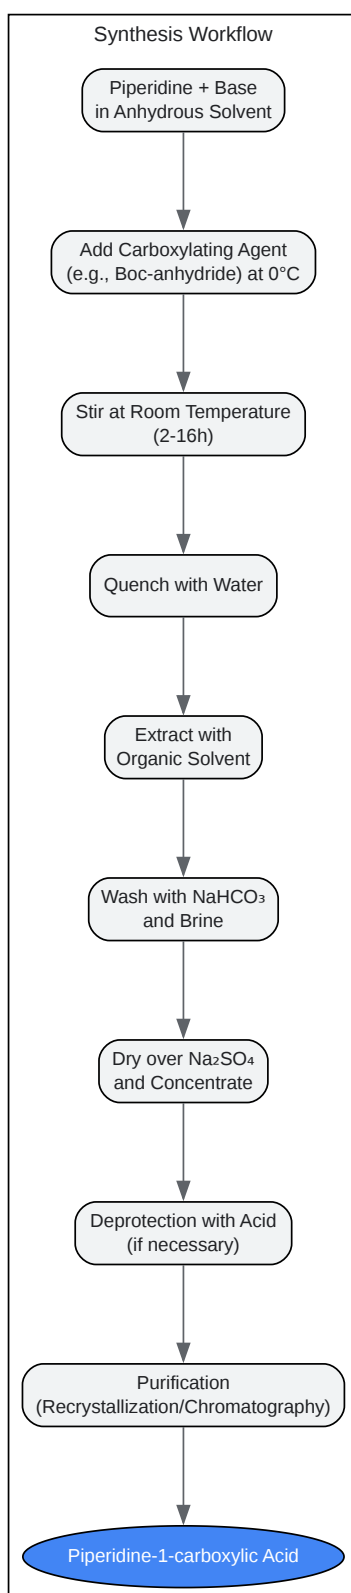 Synthesis Workflow
Piperidine + Base
in Anhydrous Solvent
Add Carboxylating Agent
(e.g., Boc-anhydride) at 0°C
Stir at Room Temperature
(2-16h)
Quench with Water
Extract with
Organic Solvent
Wash with NaHCO₃
and Brine
Dry over Na₂SO₄
and Concentrate
Deprotection with Acid
(if necessary)
Purification
(Recrystallization/Chromatography)
Piperidine-1-carboxylic Acid